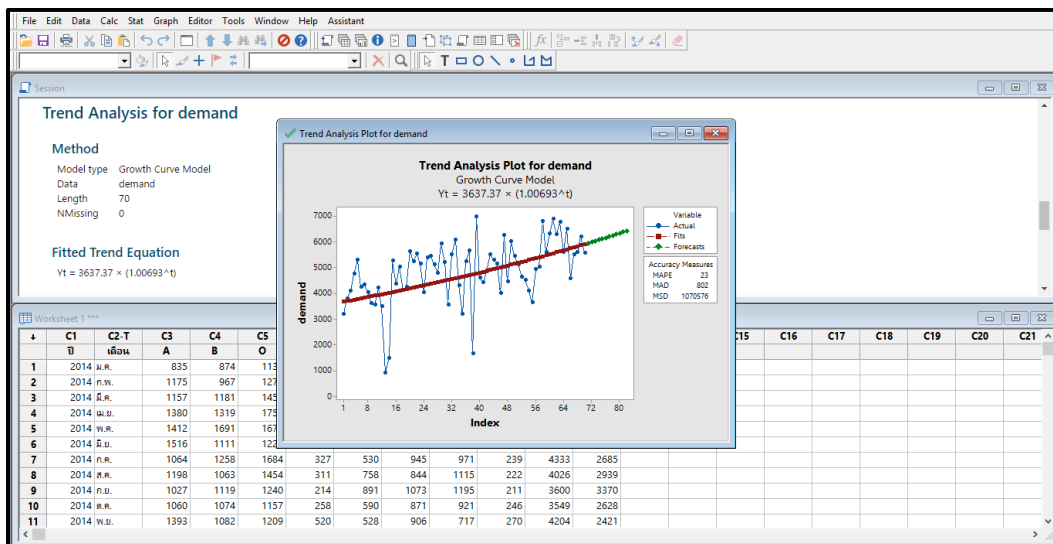 File Edit Data Calc Stat Graph Editor Tools Window Help Assistant
Session
Trend Analysis for demand
Method
Model type Growth Curve Model
Data demand
Length 70
NMissing 0
Fitted Trend Equation
Yt = 3637.37 × (1.00693^t)
Trend Analysis Plot for demand
Trend Analysis Plot for demand
Growth Curve Model
Yt = 3637.37 × (1.00693^t)
7000
6000
5000
4000
3000
2000
1000
0
demand
1 8 16 24 32 40 48 56 64 72 80
Index
Variable
Actual
Fits
Forecasts
Accuracy Measures
MAPE 23
MAD 802
MSD 1070576
Worksheet 1 ***
C1 C2-T C3 C4 C5 C15 C16 C17 C18 C19 C20 C21
ปี เดือน A B O
1 2014 ม.ค. 835 874 113
2 2014 ก.พ. 1175 967 127
3 2014 มี.ค. 1157 1181 145
4 2014 เม.ย. 1380 1319 175
5 2014 พ.ค. 1412 1691 167
6 2014 มิ.ย. 1516 1111 122
7 2014 ก.ค. 1064 1258 1684 327 530 945 971 239 4333 2685
8 2014 ส.ค. 1198 1063 1454 311 758 844 1115 222 4026 2939
9 2014 ก.ย. 1027 1119 1240 214 891 1073 1195 211 3600 3370
10 2014 ต.ค. 1060 1074 1157 258 590 871 921 246 3549 2628
11 2014 พ.ย. 1393 1082 1209 520 528 906 717 270 4204 2421